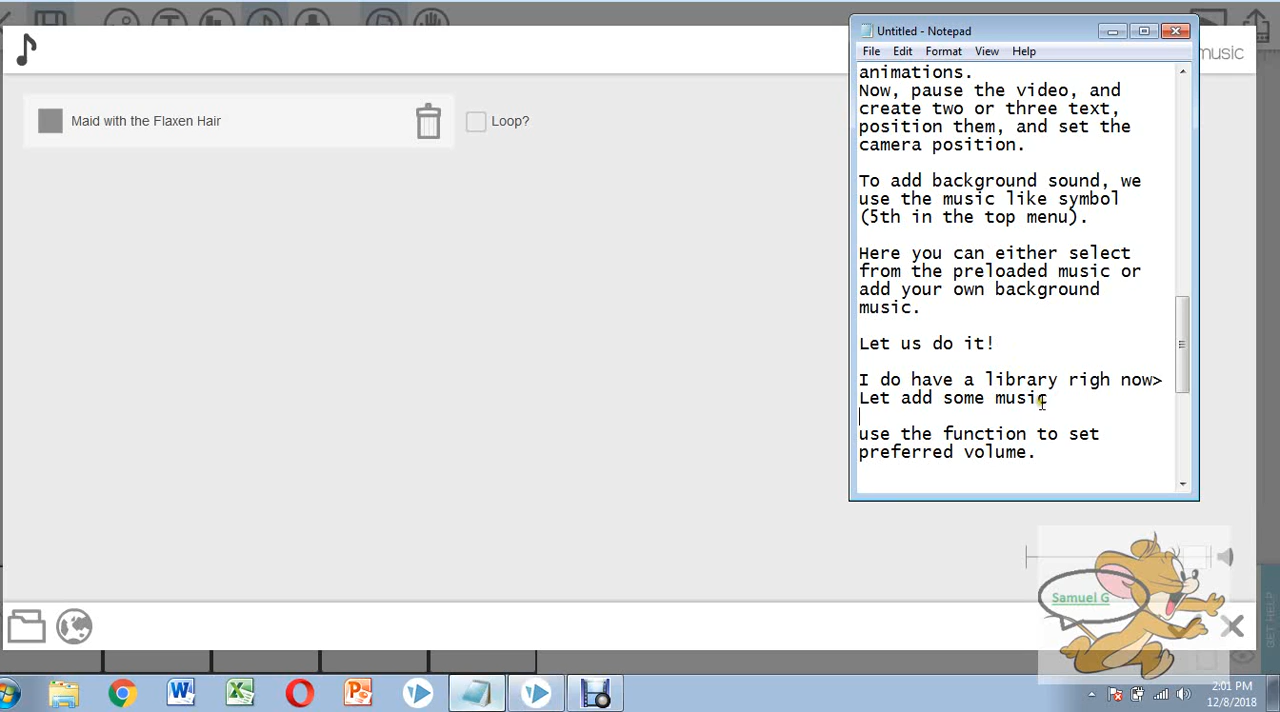 Untitled - Notepad
File Edit Format View Help
music
Maid with the Flaxen Hair
Loop?
animations.
Now, pause the video, and
create two or three text,
position them, and set the
camera position.
To add background sound, we
use the music like symbol
(5th in the top menu).
Here you can either select
from the preloaded music or
add your own background
music.
Let us do it!
I do have a library righ now>
Let add some music
use the function to set
preferred volume.
Samuel G
GET HELP
2:01 PM
12/8/2018